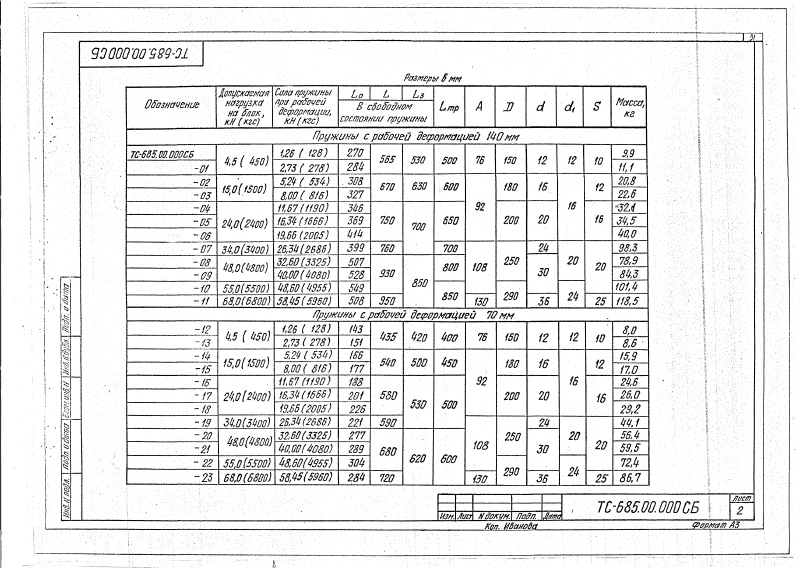 ТС-685.00.000СБ
Размеры в мм
Обозначение | Допускаемая нагрузка на блок, кН (кгс) | Сила пружины при рабочей деформации, кН (кгс) | L₀ | L | L₃ | Lтр | A | D | d | d₁ | S | Масса, кг
В свободном состоянии пружины
Пружины с рабочей деформацией 140 мм
ТС-685.00.000СБ | 4,5 ( 450) | 1,26 ( 128) | 270 | 565 | 530 | 500 | 76 | 150 | 12 | 12 | 10 | 9,9
-01 | 2,73 ( 278) | 284 | 11,1
-02 | 15,0(1500) | 5,24 ( 534) | 308 | 670 | 630 | 600 | 92 | 180 | 16 | 16 | 12 | 20,8
-03 | 8,00 ( 816) | 327 | 22,6
-04 | 24,0(2400) | 11,67(1190) | 346 | 750 | 700 | 650 | 200 | 20 | 16 | 32,1
-05 | 16,34(1666) | 369 | 34,5
-06 | 19,66(2005) | 414 | 40,0
-07 | 34,0(3400) | 26,34(2686) | 399 | 760 | 700 | 108 | 250 | 24 | 20 | 20 | 98,3
-08 | 48,0(4800) | 32,60(3325) | 507 | 930 | 850 | 800 | 30 | 78,9
-09 | 40,00(4080) | 528 | 84,3
-10 | 55,0(5500) | 48,60(4955) | 549 | 850 | 290 | 24 | 101,4
-11 | 68,0(6800) | 58,45(5960) | 508 | 950 | 130 | 36 | 25 | 118,5
Пружины с рабочей деформацией 70 мм
-12 | 4,5 ( 450) | 1,26 ( 128) | 143 | 435 | 420 | 400 | 76 | 150 | 12 | 12 | 10 | 8,0
-13 | 2,73 ( 278) | 151 | 8,6
-14 | 15,0(1500) | 5,24 ( 534) | 166 | 540 | 500 | 450 | 92 | 180 | 16 | 16 | 12 | 15,9
-15 | 8,00 ( 816) | 177 | 17,0
-16 | 24,0(2400) | 11,67(1190) | 188 | 580 | 530 | 500 | 200 | 20 | 16 | 24,6
-17 | 16,34(1666) | 201 | 26,0
-18 | 19,66(2005) | 226 | 29,2
-19 | 34,0(3400) | 26,34(2686) | 221 | 590 | 108 | 250 | 24 | 20 | 20 | 44,1
-20 | 48,0(4800) | 32,60(3325) | 277 | 680 | 620 | 600 | 30 | 56,4
-21 | 40,00(4080) | 289 | 59,5
-22 | 55,0(5500) | 48,60(4955) | 304 | 290 | 24 | 72,4
-23 | 68,0(6800) | 58,45(5960) | 284 | 720 | 130 | 36 | 25 | 86,7
Инв.N подл. Подп. и дата Взам.инв.N Инв.N дубл. Подп. и дата
Изм. Лист N докум. Подп. Дата
ТС-685.00.000СБ
Лист
2
Коп. Иванова
Формат А3